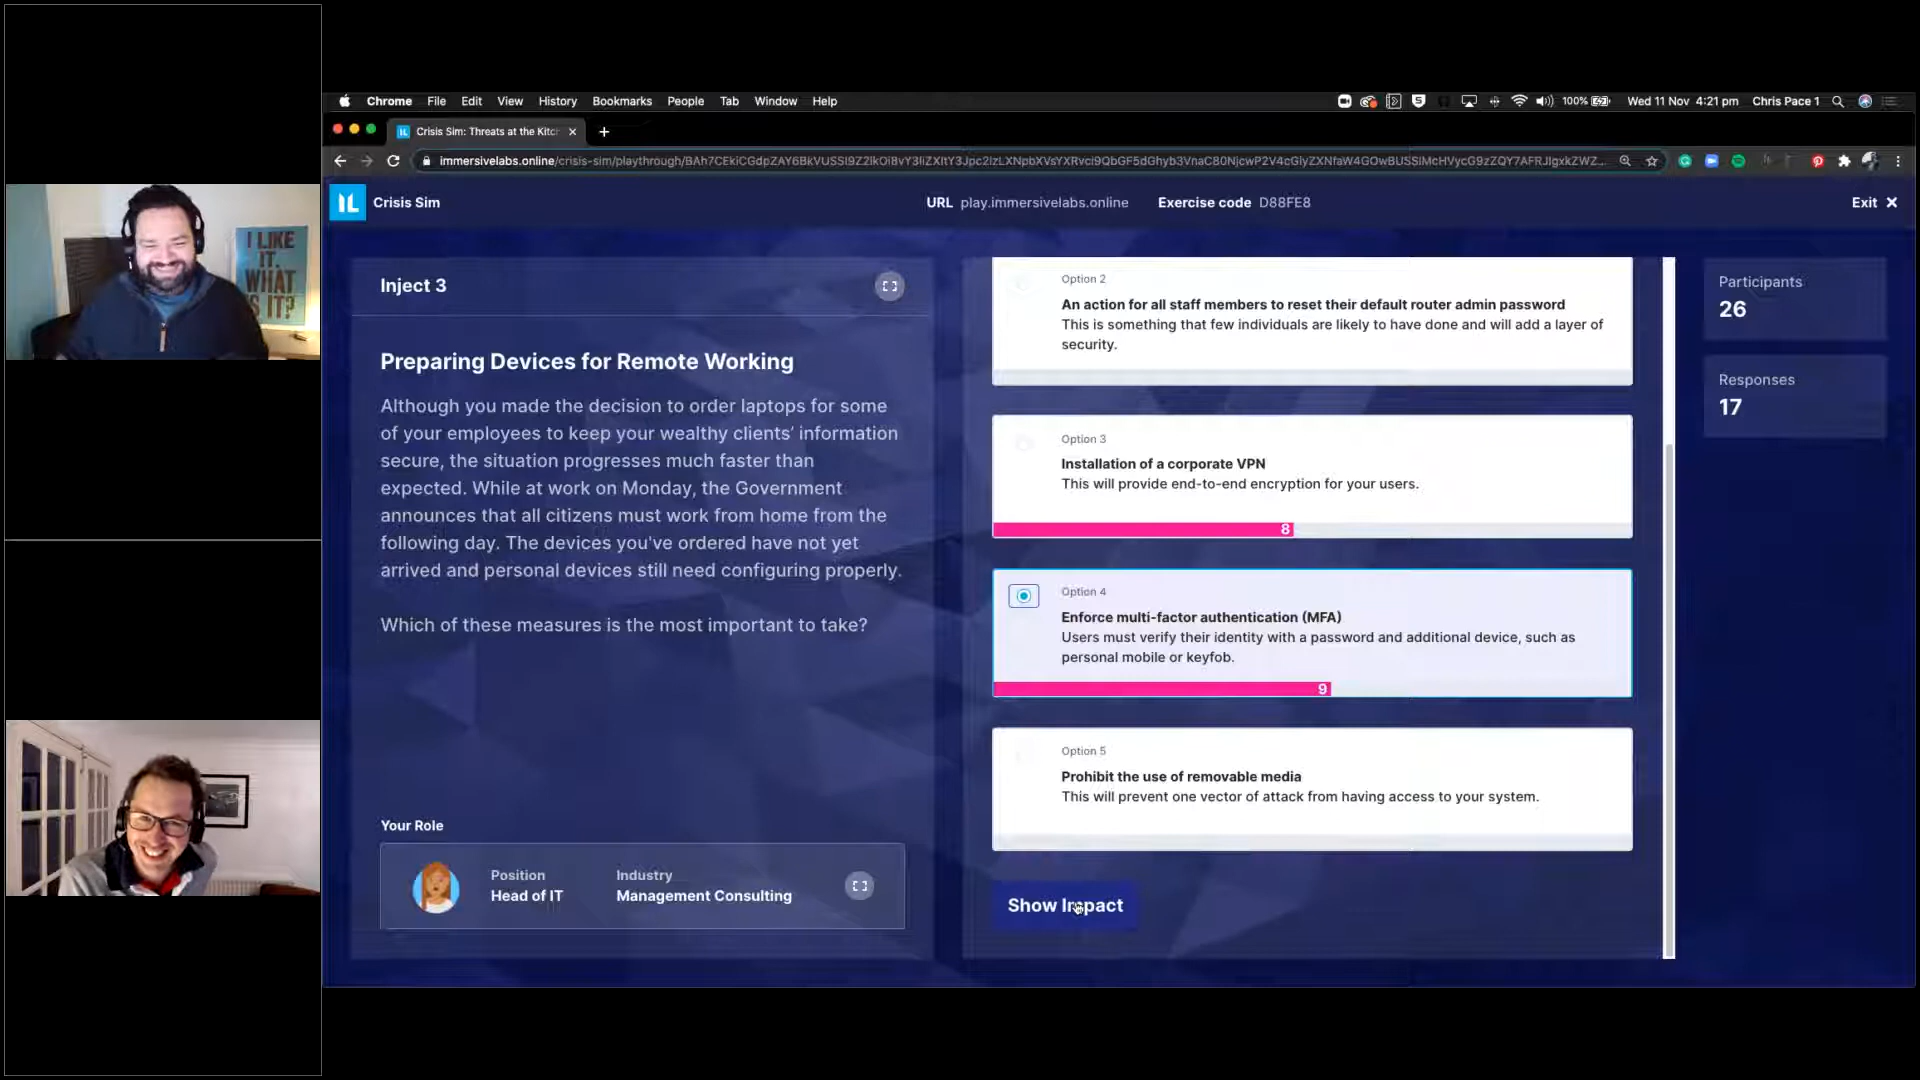 I LIKE
IT.
WHAT
IS IT?
Chrome File Edit View History Bookmarks People Tab Window Help
100% Wed 11 Nov 4:21 pm Chris Pace 1
Crisis Sim: Threats at the Kitc
IL Crisis Sim
URL play.immersivelabs.online Exercise code D88FE8
Exit
Inject 3
Preparing Devices for Remote Working
Although you made the decision to order laptops for some
of your employees to keep your wealthy clients' information
secure, the situation progresses much faster than
expected. While at work on Monday, the Government
announces that all citizens must work from home from the
following day. The devices you've ordered have not yet
arrived and personal devices still need configuring properly.
Which of these measures is the most important to take?
Your Role
Position
Head of IT
Industry
Management Consulting
Option 2
An action for all staff members to reset their default router admin password
This is something that few individuals are likely to have done and will add a layer of
security.
Option 3
Installation of a corporate VPN
This will provide end-to-end encryption for your users.
8
Option 4
Enforce multi-factor authentication (MFA)
Users must verify their identity with a password and additional device, such as
personal mobile or keyfob.
9
Option 5
Prohibit the use of removable media
This will prevent one vector of attack from having access to your system.
Show Impact
Participants
26
Responses
17